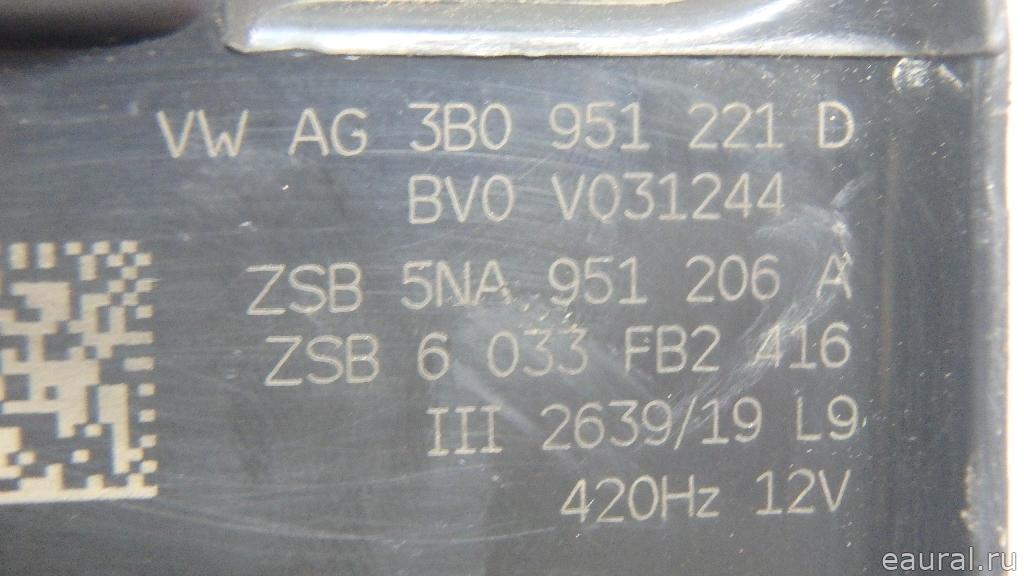 VW AG 3B0 951 221 D
BV0 V031244
ZSB 5NA 951 206 A
ZSB 6 033 FB2 416
III 2639/19 L9
420Hz 12V
eaural.ru